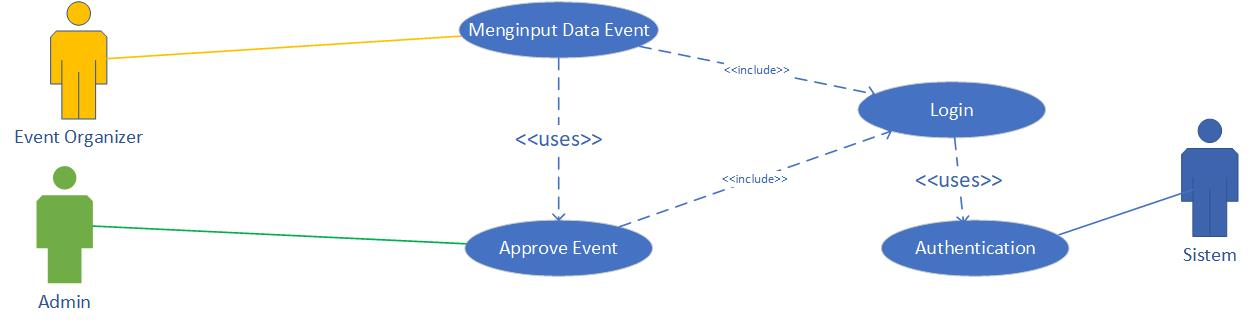 Menginput Data Event
<<include>>
Login
Event Organizer
<<uses>>
<<include>>
<<uses>>
Approve Event
Authentication
Sistem
Admin